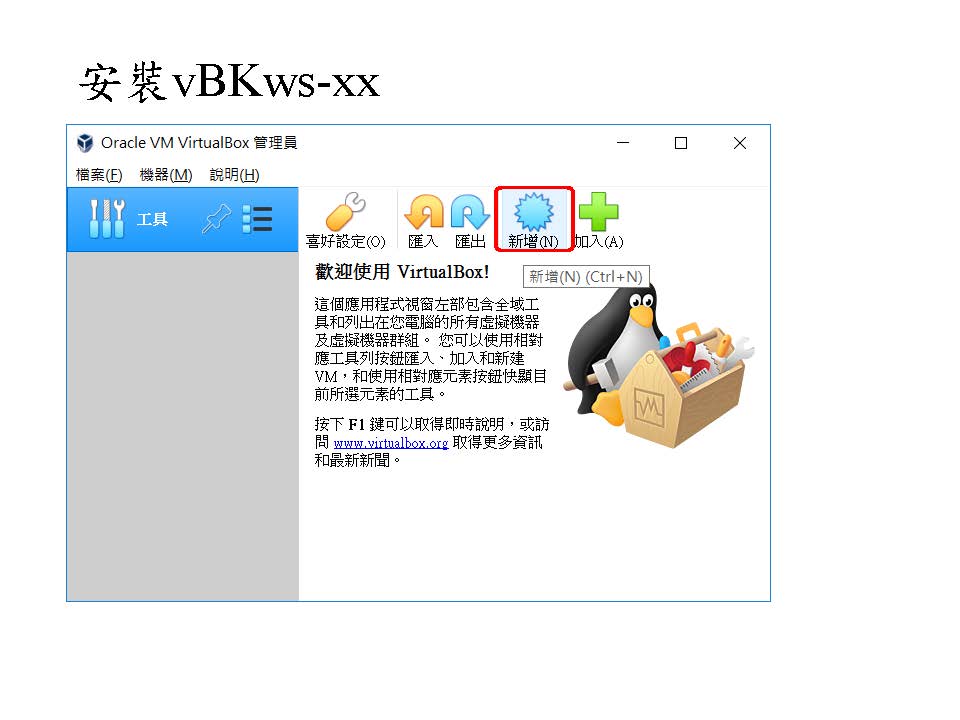 安裝vBKws-xx
Oracle VM VirtualBox 管理員
檔案(F) 機器(M) 說明(H)
工具
喜好設定(O) 匯入 匯出 新增(N) 加入(A)
歡迎使用 VirtualBox!
新增(N) (Ctrl+N)
這個應用程式視窗左部包含全域工
具和列出在您電腦的所有虛擬機器
及虛擬機器群組。 您可以使用相對
應工具列按鈕匯入、加入和新建
VM，和使用相對應元素按鈕快顯目
前所選元素的工具。
按下 F1 鍵可以取得即時說明，或訪
問 www.virtualbox.org 取得更多資訊
和最新新聞。